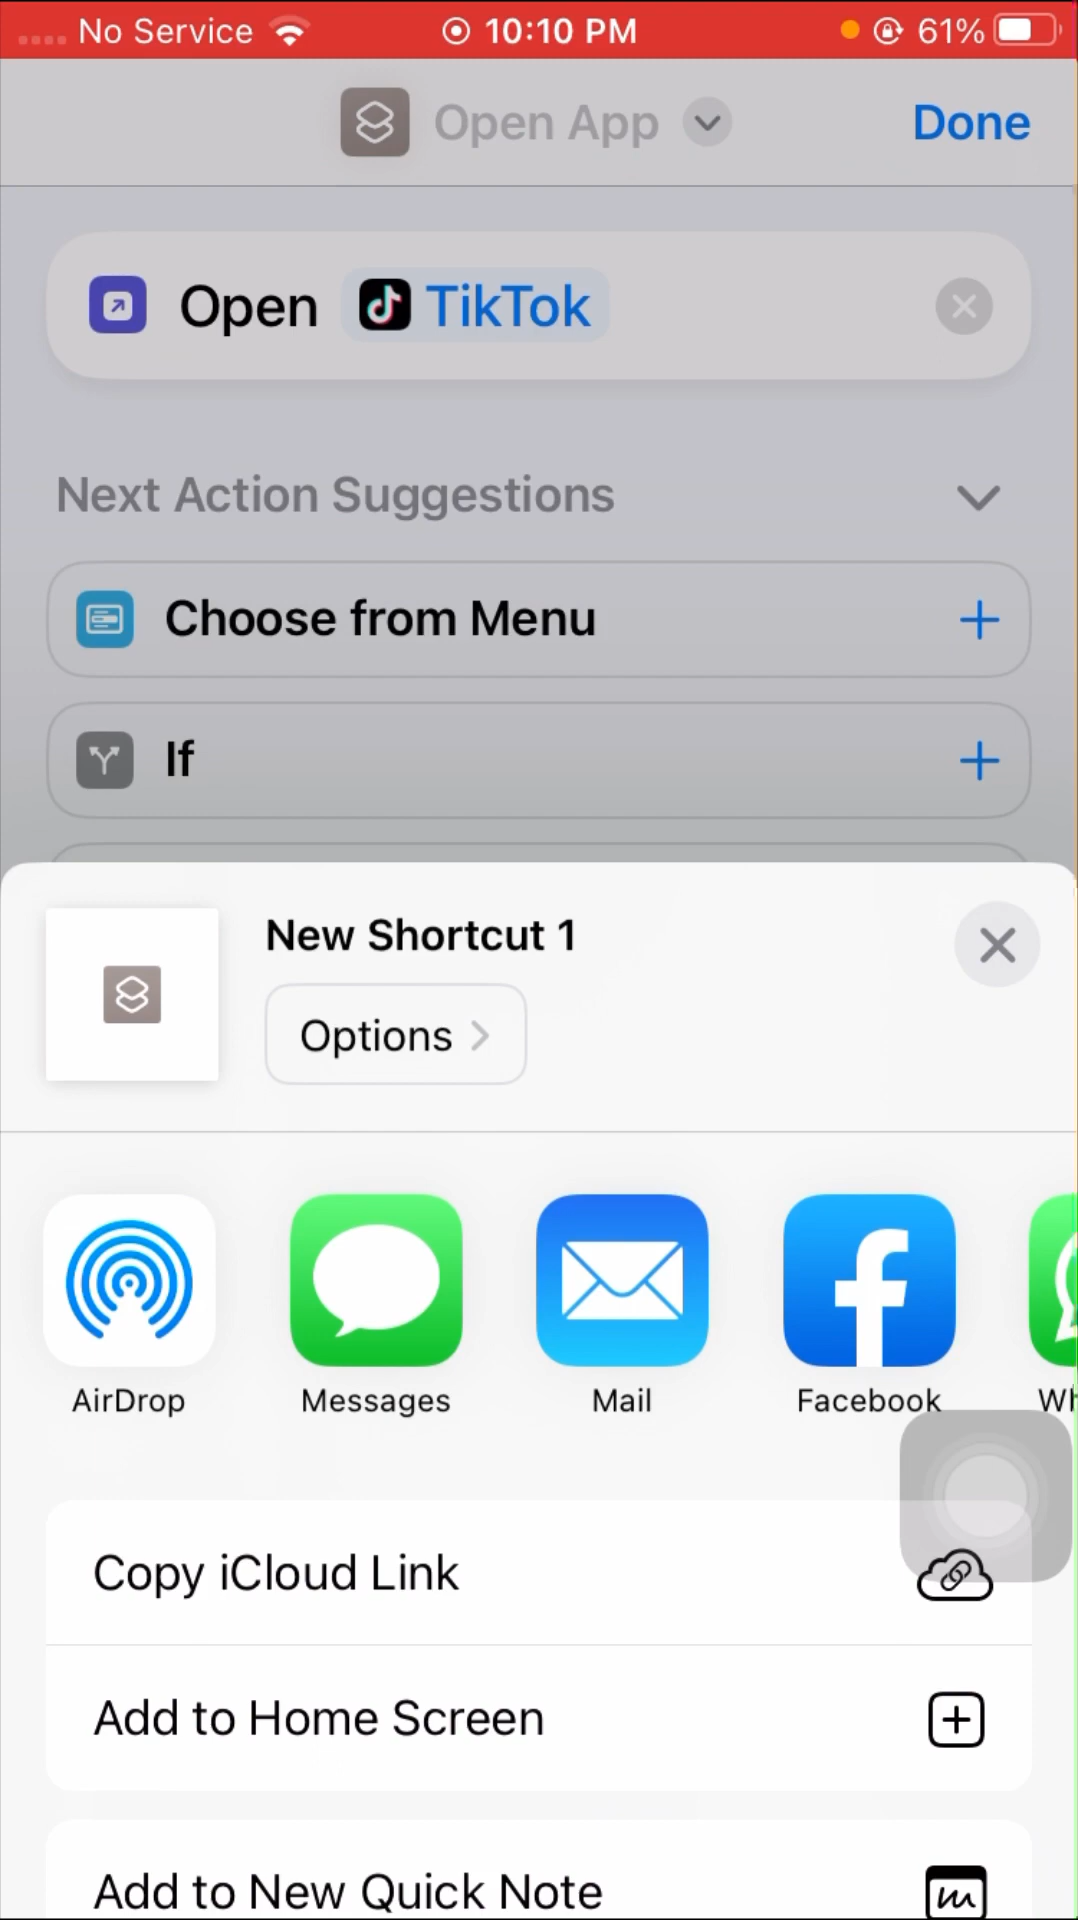 No Service 10:10 PM 61%
Open App Done
Open TikTok
Next Action Suggestions
Choose from Menu
If
New Shortcut 1
Options
AirDrop Messages Mail Facebook Wh
Copy iCloud Link
Add to Home Screen
Add to New Quick Note